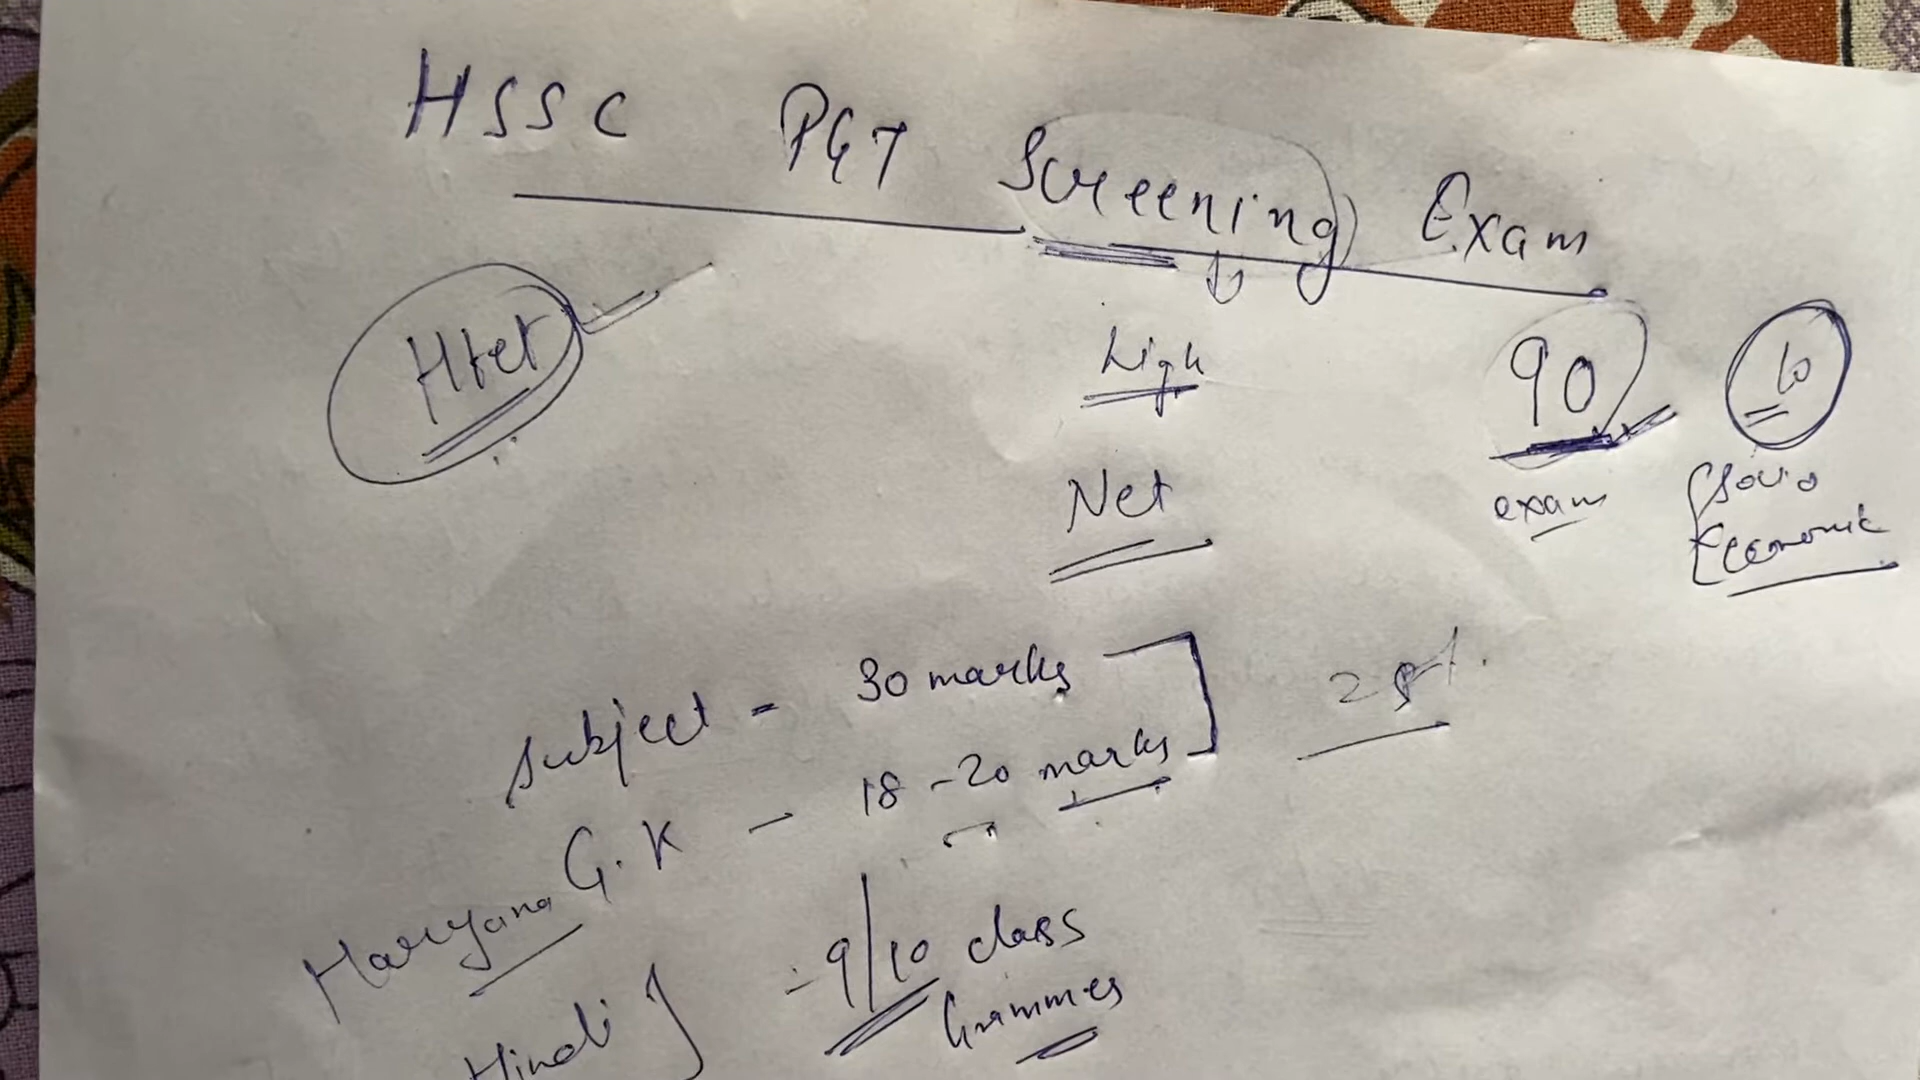 HSSC PGT Screening Exam
Htet
High
90
10
Net
exam
Socio
Economic
Subject = 30 marks
G.K - 18-20 marks
Haryana
- 9/10 class
Grammes
Hindi